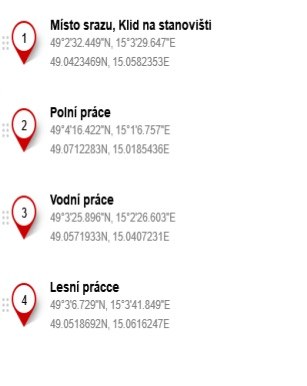 1
Místo srazu, Klid na stanovišti
49°2'32.449"N, 15°3'29.647"E
49.0423469N, 15.0582353E
2
Polní práce
49°4'16.422"N, 15°1'6.757"E
49.0712283N, 15.0185436E
3
Vodní práce
49°3'25.896"N, 15°2'26.603"E
49.0571933N, 15.0407231E
4
Lesní prácce
49°3'6.729"N, 15°3'41.849"E
49.0518692N, 15.0616247E